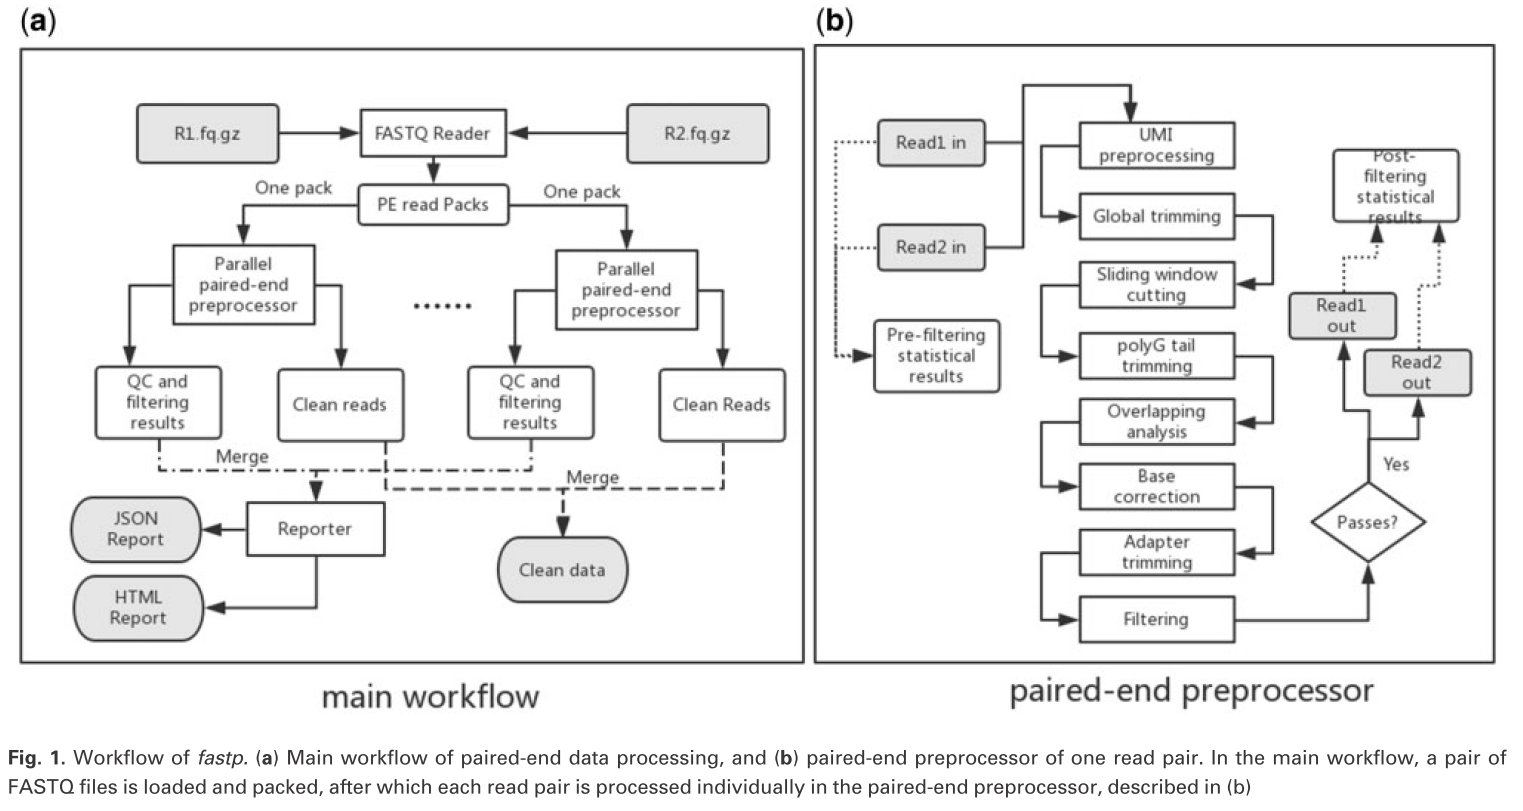 (a)
R1.fq.gz
FASTQ Reader
R2.fq.gz
One pack
PE read Packs
One pack
Parallel
paired-end
preprocessor
......
Parallel
paired-end
preprocessor
QC and
filtering
results
Clean reads
QC and
filtering
results
Clean Reads
Merge
Merge
JSON
Report
Reporter
HTML
Report
Clean data
main workflow
(b)
Read1 in
Read2 in
Pre-filtering
statistical
results
UMI
preprocessing
Global trimming
Sliding window
cutting
polyG tail
trimming
Overlapping
analysis
Base
correction
Adapter
trimming
Filtering
Post-
filtering
statistical
results
Read1
out
Read2
out
Yes
Passes?
paired-end preprocessor
Fig. 1. Workflow of fastp. (a) Main workflow of paired-end data processing, and (b) paired-end preprocessor of one read pair. In the main workflow, a pair of
FASTQ files is loaded and packed, after which each read pair is processed individually in the paired-end preprocessor, described in (b)